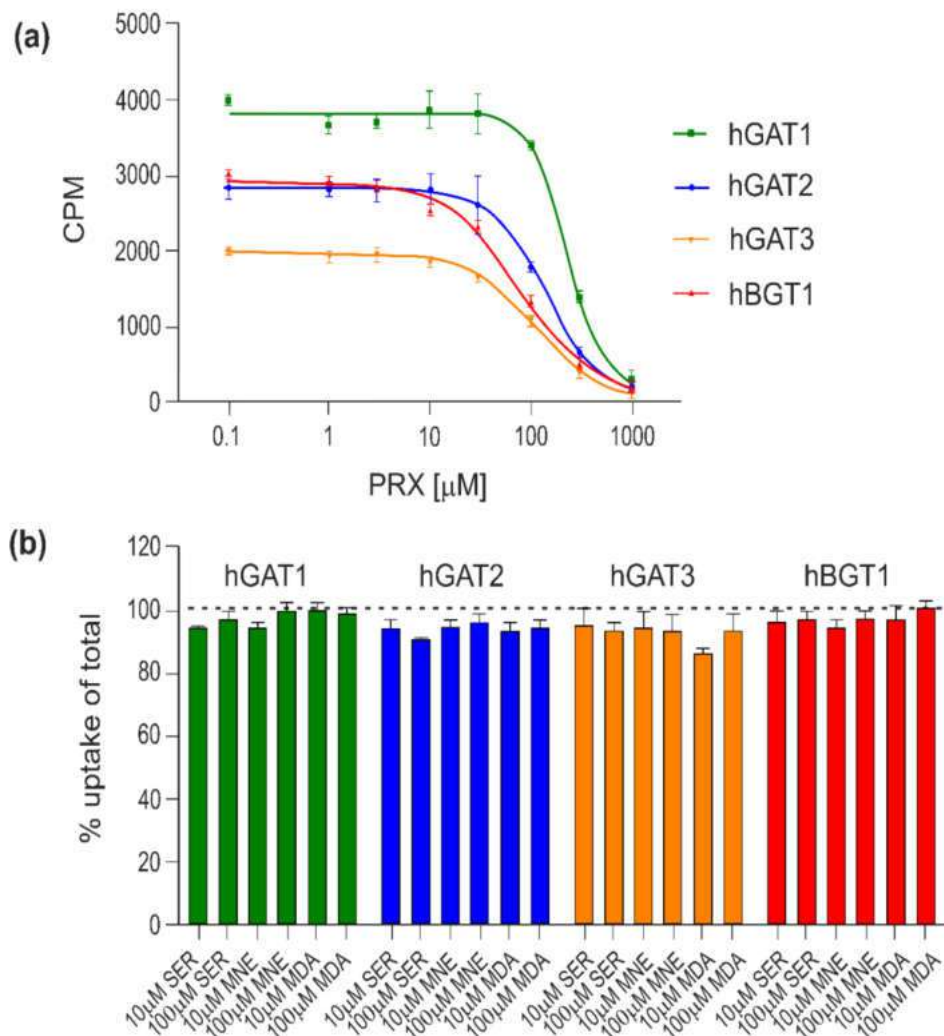 (a)
5000
4000
3000
2000
1000
0
CPM
0.1 1 10 100 1000
PRX [μM]
hGAT1
hGAT2
hGAT3
hBGT1
(b)
120
100
80
60
40
20
0
% uptake of total
hGAT1 hGAT2 hGAT3 hBGT1
10μM SER
100μM SER
10μM MNE
100μM MNE
10μM MDA
100μM MDA
10μM SER
100μM SER
10μM MNE
100μM MNE
10μM MDA
100μM MDA
10μM SER
100μM SER
10μM MNE
100μM MNE
10μM MDA
100μM MDA
10μM SER
100μM SER
10μM MNE
100μM MNE
10μM MDA
100μM MDA